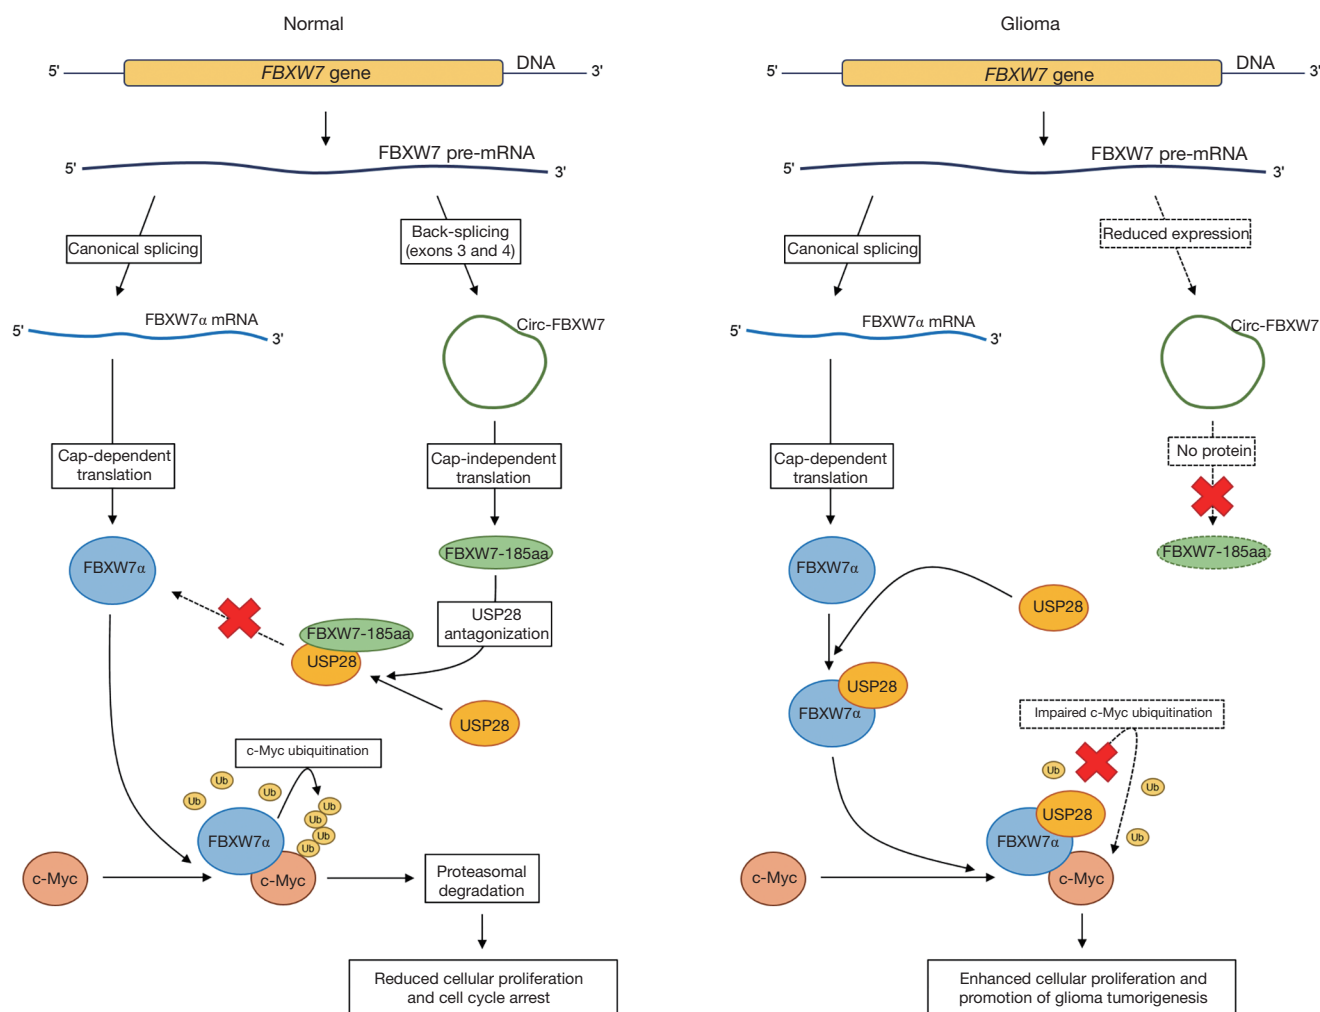 Normal
5'
FBXW7 gene
DNA
3'
FBXW7 pre-mRNA
5'
3'
Canonical splicing
Back-splicing
(exons 3 and 4)
5'
FBXW7α mRNA
3'
Circ-FBXW7
Cap-dependent
translation
Cap-independent
translation
FBXW7α
FBXW7-185aa
USP28
antagonization
FBXW7-185aa
USP28
USP28
c-Myc ubiquitination
Ub
Ub
Ub
Ub
Ub
Ub
Ub
FBXW7α
c-Myc
c-Myc
Proteasomal
degradation
Reduced cellular proliferation
and cell cycle arrest
Glioma
5'
FBXW7 gene
DNA
3'
FBXW7 pre-mRNA
5'
3'
Canonical splicing
Reduced expression
5'
FBXW7α mRNA
3'
Circ-FBXW7
Cap-dependent
translation
No protein
FBXW7α
FBXW7-185aa
USP28
USP28
FBXW7α
Impaired c-Myc ubiquitination
Ub
Ub
Ub
USP28
FBXW7α
c-Myc
c-Myc
Enhanced cellular proliferation and
promotion of glioma tumorigenesis